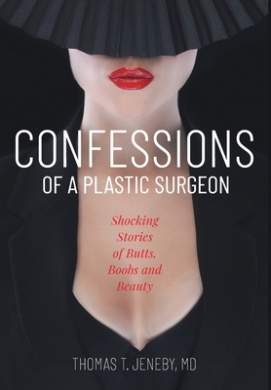 CONFESSIONS
OF A PLASTIC SURGEON
Shocking
Stories
of Butts,
Boobs and
Beauty
THOMAS T. JENEBY, MD